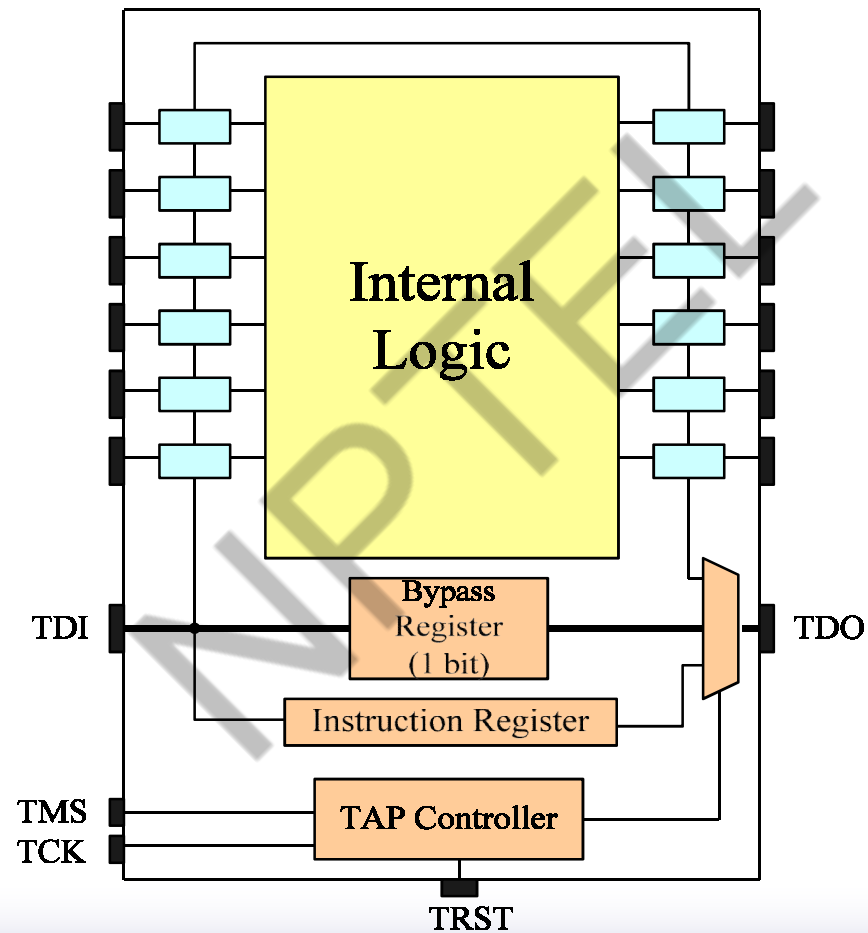 Internal
Logic
NPTEL
TDI
Bypass
Register
(1 bit)
TDO
Instruction Register
TMS
TAP Controller
TCK
TRST